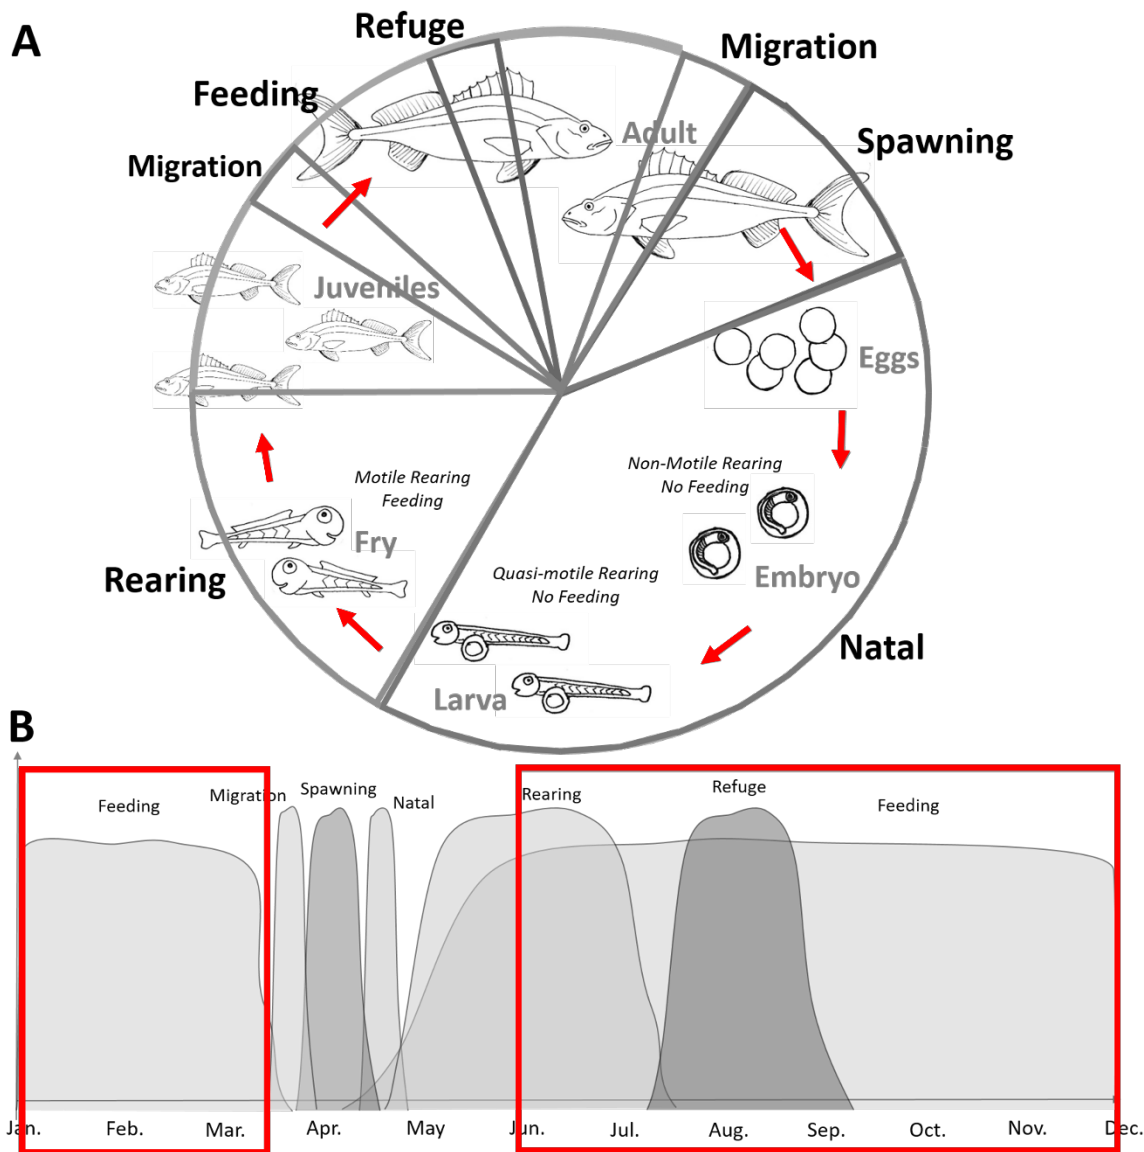 A
Refuge
Migration
Feeding
Adult
Spawning
Migration
Juveniles
Eggs
Motile Rearing
Feeding
Non-Motile Rearing
No Feeding
Fry
Rearing
Quasi-motile Rearing
No Feeding
Embryo
Natal
Larva
B
Feeding
Migration
Spawning
Natal
Rearing
Refuge
Feeding
Jan.
Feb.
Mar.
Apr.
May
Jun.
Jul.
Aug.
Sep.
Oct.
Nov.
Dec.